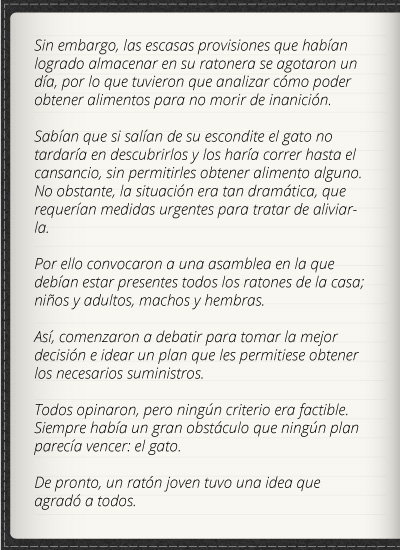 Sin embargo, las escasas provisiones que habían
logrado almacenar en su ratonera se agotaron un
día, por lo que tuvieron que analizar cómo poder
obtener alimentos para no morir de inanición.
Sabían que si salían de su escondite el gato no
tardaría en descubrirlos y los haría correr hasta el
cansancio, sin permitirles obtener alimento alguno.
No obstante, la situación era tan dramática, que
requerían medidas urgentes para tratar de aliviar-
la.
Por ello convocaron a una asamblea en la que
debían estar presentes todos los ratones de la casa;
niños y adultos, machos y hembras.
Así, comenzaron a debatir para tomar la mejor
decisión e idear un plan que les permitiese obtener
los necesarios suministros.
Todos opinaron, pero ningún criterio era factible.
Siempre había un gran obstáculo que ningún plan
parecía vencer: el gato.
De pronto, un ratón joven tuvo una idea que
agradó a todos.